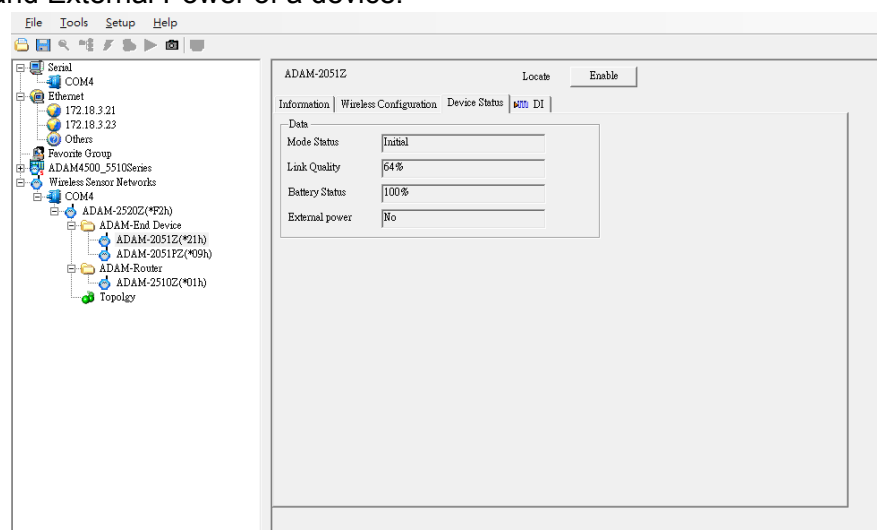 and External Power of a device.
File Tools Setup Help
Serial
COM4
Ethernet
172.18.3.21
172.18.3.23
Others
Favorite Group
ADAM4500_5510Series
Wireless Sensor Networks
COM4
ADAM-2520Z(*F2h)
ADAM-End Device
ADAM-2051Z(*21h)
ADAM-2051PZ(*09h)
ADAM-Router
ADAM-2510Z(*01h)
Topolgy
ADAM-2051Z Locate Enable
Information Wireless Configuration Device Status DI
Data
Mode Status Initial
Link Quality 64%
Battery Status 100%
External power No